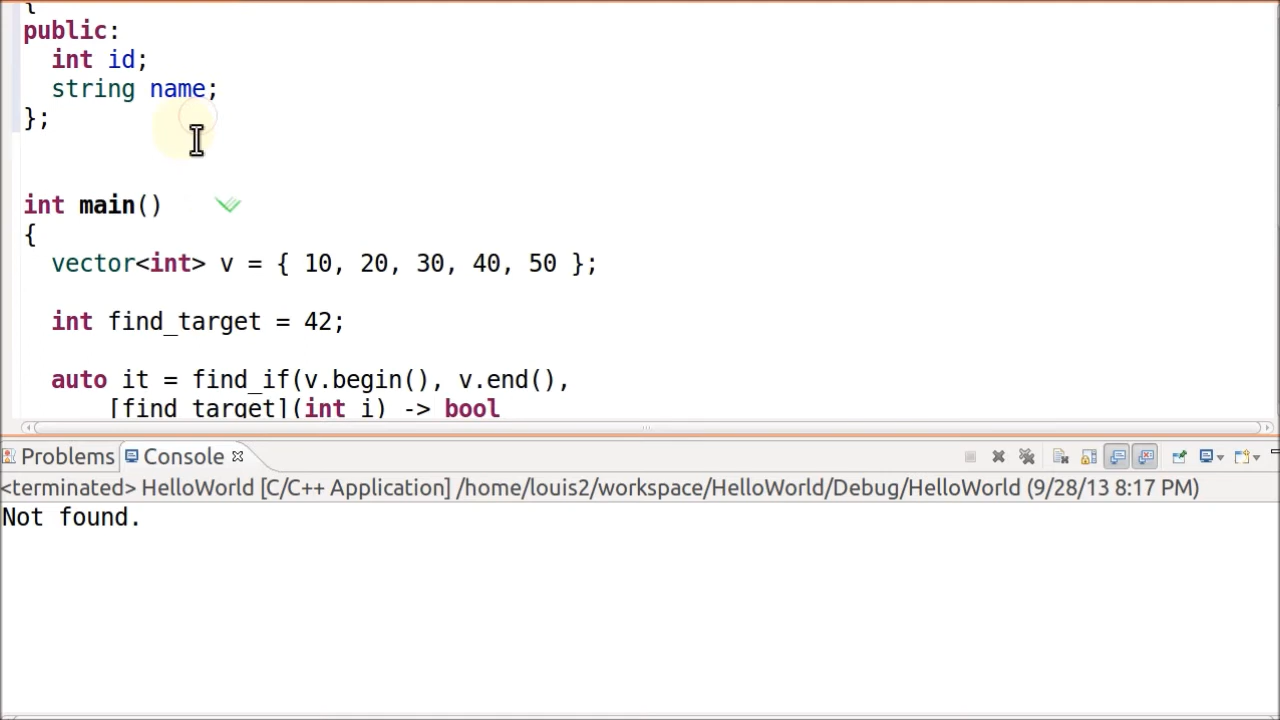 {
public:
int id;
string name;
};
int main()
{
vector<int> v = { 10, 20, 30, 40, 50 };
int find_target = 42;
auto it = find_if(v.begin(), v.end(),
[find_target](int i) -> bool
Problems Console
<terminated> HelloWorld [C/C++ Application] /home/louis2/workspace/HelloWorld/Debug/HelloWorld (9/28/13 8:17 PM)
Not found.